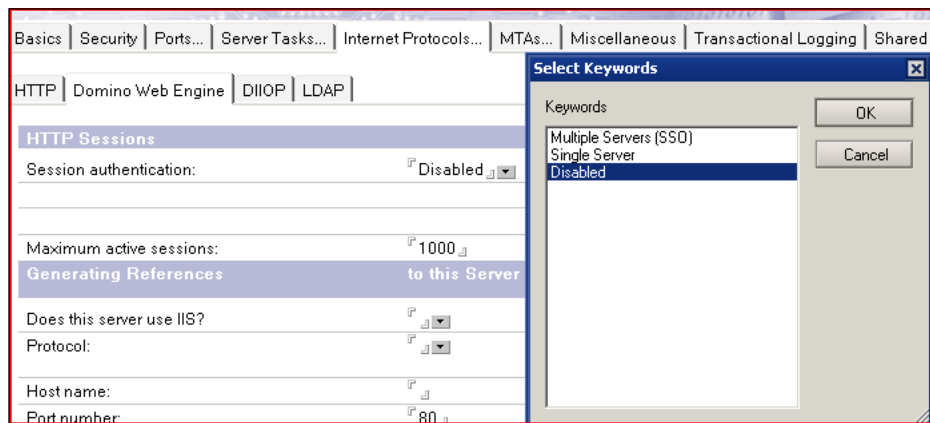 Basics Security Ports... Server Tasks... Internet Protocols... MTAs... Miscellaneous Transactional Logging Shared
HTTP Domino Web Engine DIIOP LDAP
HTTP Sessions
Session authentication: Disabled
Maximum active sessions: 1000
Generating References to this Server
Does this server use IIS?
Protocol:
Host name:
Port number: 80
Select Keywords
Keywords
Multiple Servers (SSO)
Single Server
Disabled
OK
Cancel